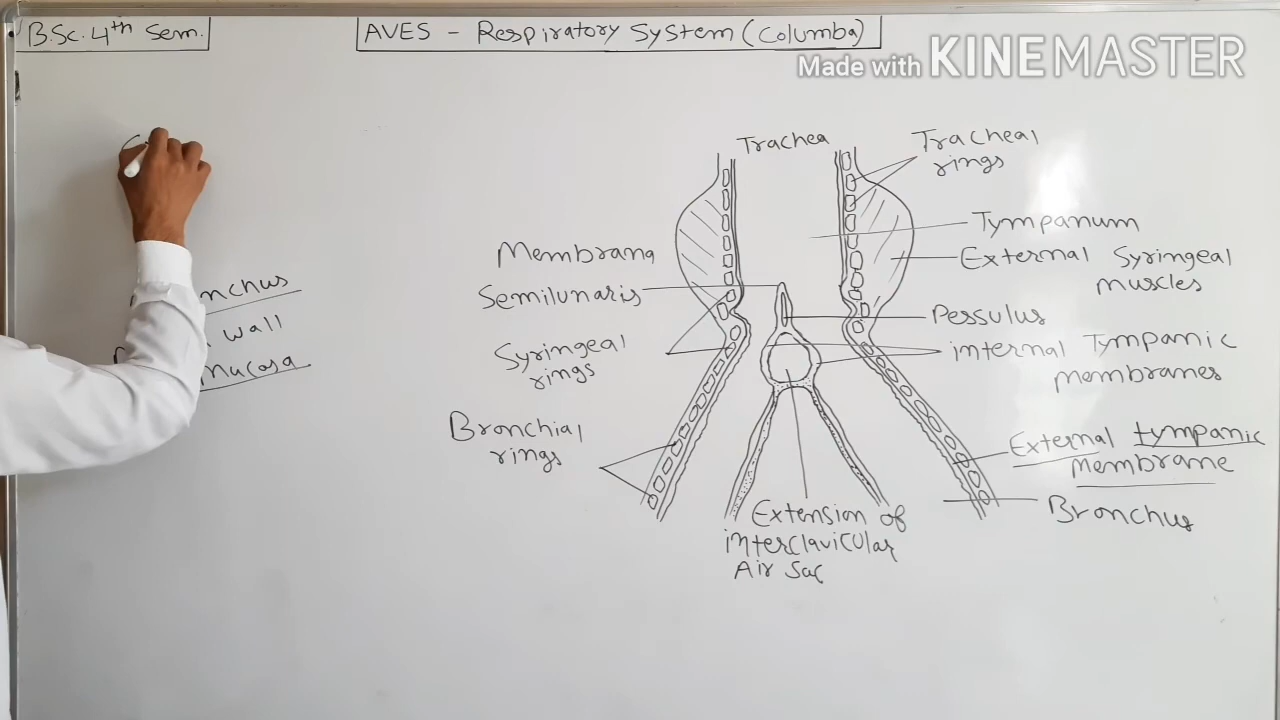 B.Sc. 4th Sem.
AVES - Respiratory System (Columba)
Made with KINEMASTER
Trachea
Tracheal
rings
Tympanum
External Syringeal
muscles
Membrana
Semilunaris
Pessulus
Syringeal
rings
internal Tympanic
Membranes
Bronchial
rings
External tympanic
Membrane
Bronchus
Extension of
interclavicular
Air Sac
wall
Mucosa